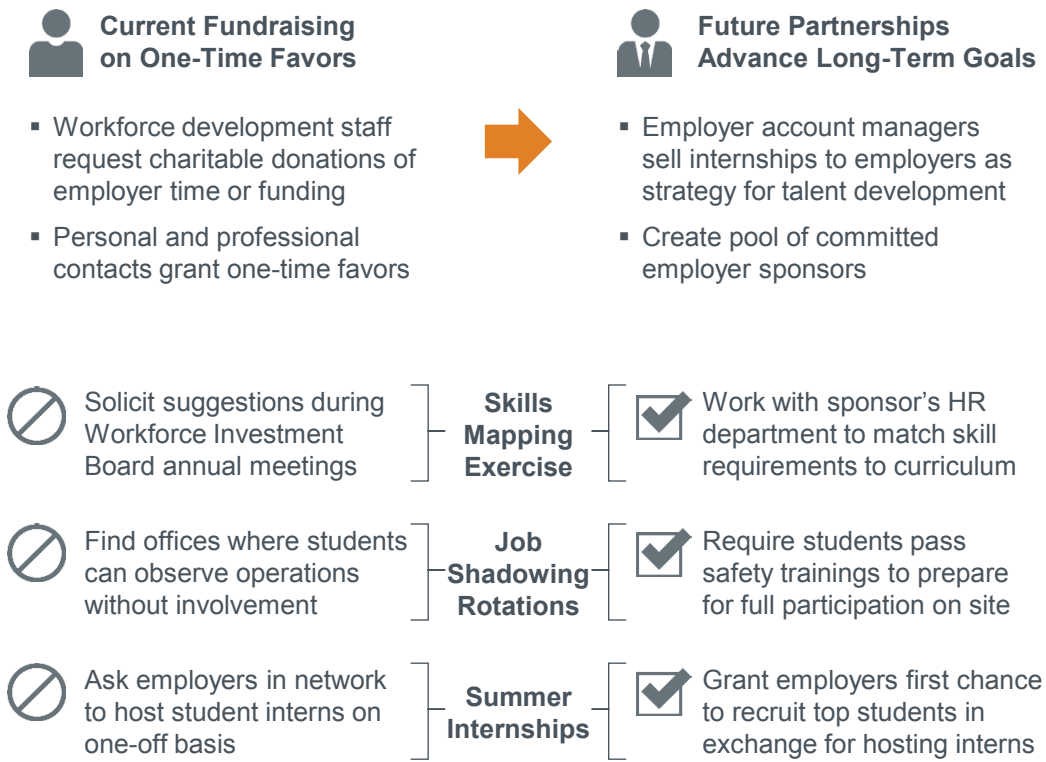 Current Fundraising
on One-Time Favors
▪ Workforce development staff
request charitable donations of
employer time or funding
▪ Personal and professional
contacts grant one-time favors
Future Partnerships
Advance Long-Term Goals
▪ Employer account managers
sell internships to employers as
strategy for talent development
▪ Create pool of committed
employer sponsors
Solicit suggestions during
Workforce Investment
Board annual meetings
Skills
Mapping
Exercise
Work with sponsor’s HR
department to match skill
requirements to curriculum
Find offices where students
can observe operations
without involvement
Job
Shadowing
Rotations
Require students pass
safety trainings to prepare
for full participation on site
Ask employers in network
to host student interns on
one-off basis
Summer
Internships
Grant employers first chance
to recruit top students in
exchange for hosting interns